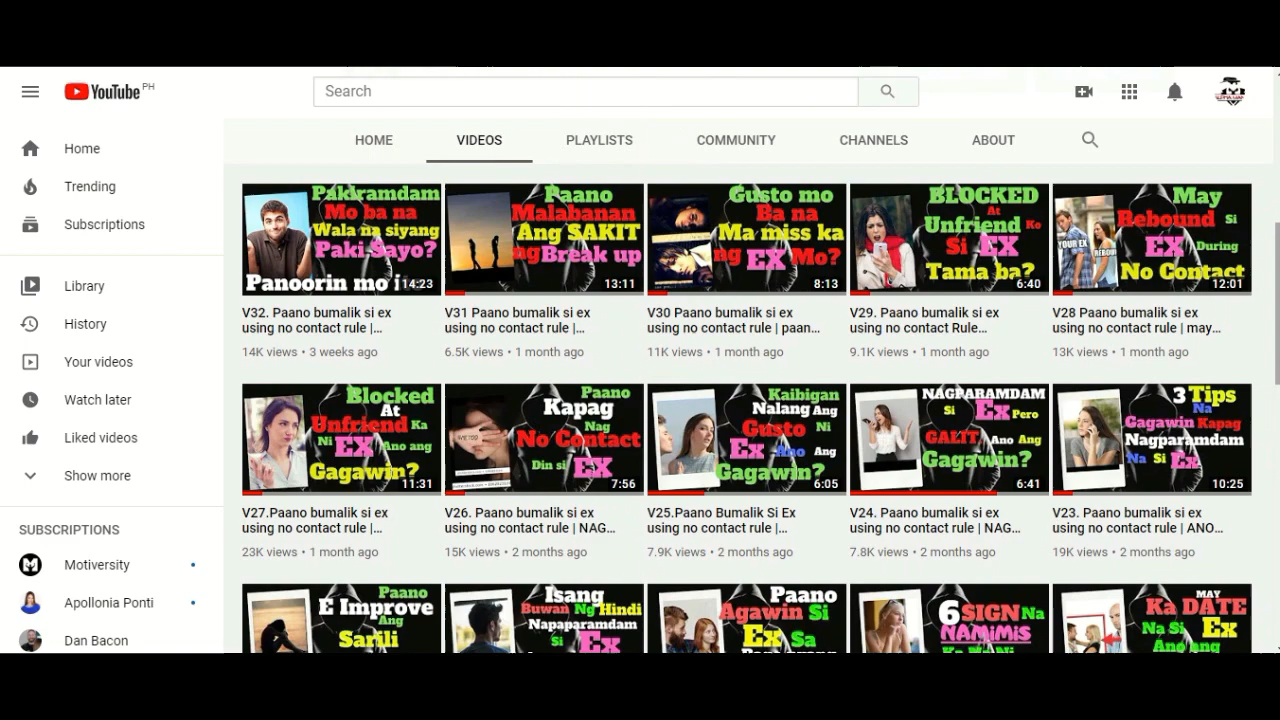 YouTube PH
Search
Home
Trending
Subscriptions
Library
History
Your videos
Watch later
Liked videos
Show more
SUBSCRIPTIONS
Motiversity
Apollonia Ponti
Dan Bacon
HOME VIDEOS PLAYLISTS COMMUNITY CHANNELS ABOUT
Pakiramdam
Mo ba na
Wala na siyang
Paki Sayo?
Panoorin mo
14:23
V32. Paano bumalik si ex
using no contact rule |...
14K views • 3 weeks ago
Paano
Malabanan
Ang SAKIT
ng Break up
13:11
V31 Paano bumalik si ex
using no contact rule |...
6.5K views • 1 month ago
Gusto mo
Ba na
Ma miss ka
ng EX Mo?
8:13
V30 Paano bumalik si ex
using no contact rule | paan...
11K views • 1 month ago
BLOCKED
At
Unfriend Ko
Si EX
Tama ba?
6:40
V29. Paano bumalik si ex
using no contact Rule...
9.1K views • 1 month ago
May
Rebound Si
EX During
No Contact
YOUR EX
REBOUND
12:01
V28 Paano bumalik si ex
using no contact rule | may...
13K views • 1 month ago
Blocked
At
Unfriend Ka
Ni EX Ano ang
Gagawin?
11:31
V27.Paano bumalik si ex
using no contact rule |...
23K views • 1 month ago
Paano
Kapag
Nag
No Contact
Din si EX
7:56
V26. Paano bumalik si ex
using no contact rule | NAG...
15K views • 2 months ago
Kaibigan
Nalang Ang
Gusto Ni
Ex Ano Ang
Gagawin?
6:05
V25.Paano Bumalik Si Ex
using no contact rule |...
7.9K views • 2 months ago
NAGPARAMDAM
Si Ex Pero
GALIT Ano Ang
Gagawin?
6:41
V24. Paano bumalik si ex
using no contact rule | NAG...
7.8K views • 2 months ago
3 Tips
Na
Gagawin Kapag
Nagparamdam
Na Si Ex
10:25
V23. Paano bumalik si ex
using no contact rule | ANO...
19K views • 2 months ago
Paano
E Improve
Ang
Sarili
Isang
Buwan Ng Hindi
Napaparamdam
Si Ex
Paano
Agawin Si
Ex Sa
6 SIGN Na
NAMIMIS
Ka Na Ni
MAY
Ka DATE
Na Si Ex
Ano ang